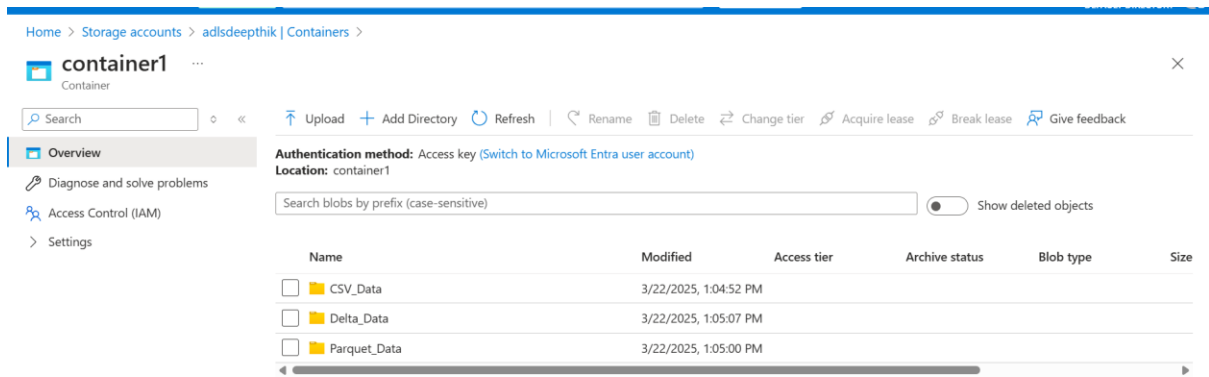 Home > Storage accounts > adlsdeepthik | Containers >
container1 ...
Container
Search
Upload Add Directory Refresh Rename Delete Change tier Acquire lease Break lease Give feedback
Overview
Diagnose and solve problems
Access Control (IAM)
Settings
Authentication method: Access key (Switch to Microsoft Entra user account)
Location: container1
Search blobs by prefix (case-sensitive)
Show deleted objects
Name Modified Access tier Archive status Blob type Size
CSV_Data 3/22/2025, 1:04:52 PM
Delta_Data 3/22/2025, 1:05:07 PM
Parquet_Data 3/22/2025, 1:05:00 PM